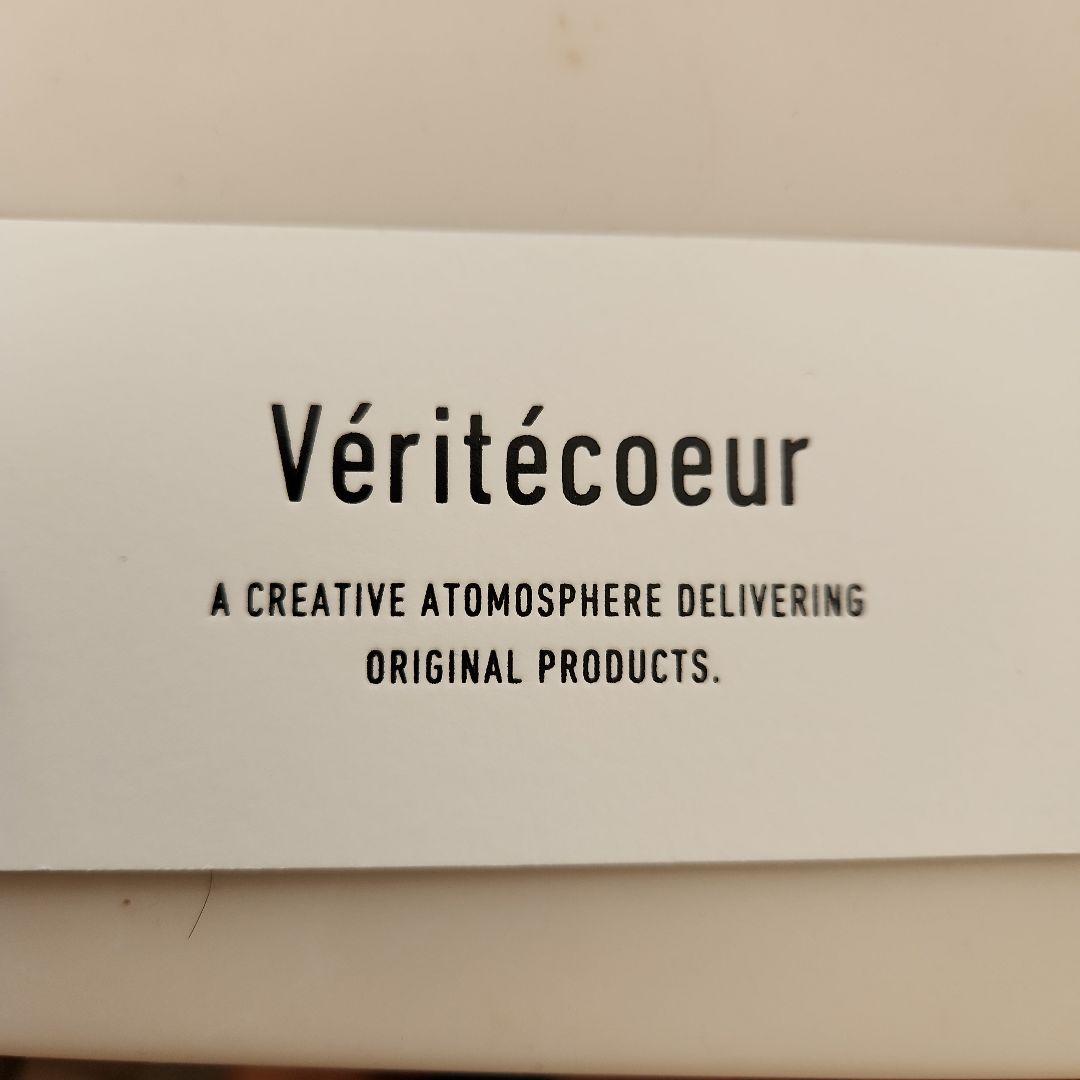 Véritécoeur
A CREATIVE ATOMOSPHERE DELIVERING
ORIGINAL PRODUCTS.